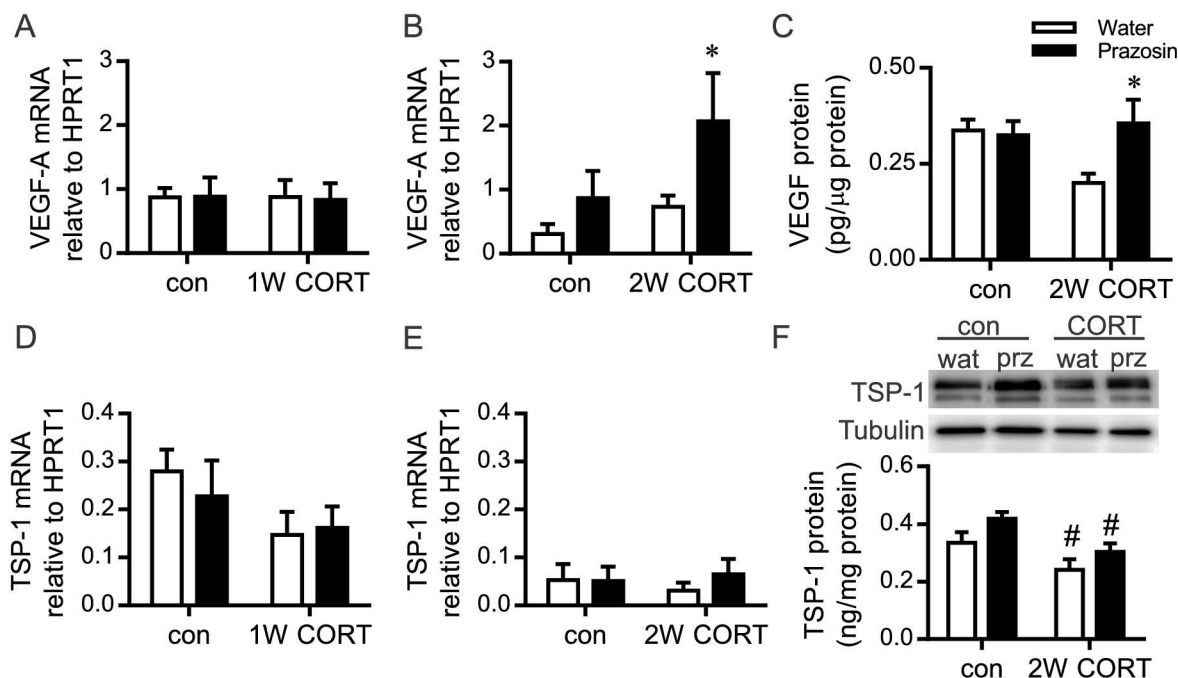 A
VEGF-A mRNA
relatve to HPRT1
3
2
1
0
con
1W CORT
B
VEGF-A mRNA
relatve to HPRT1
3
2
1
0
*
con
2W CORT
C
Water
Prazosin
VEGF protein
(pg/µg protein)
0.50
0.25
0.00
*
con
2W CORT
D
TSP-1 mRNA
relative to HPRT1
0.4
0.3
0.2
0.1
0.0
con
1W CORT
E
TSP-1 mRNA
relative to HPRT1
0.4
0.3
0.2
0.1
0.0
con
2W CORT
F
con CORT
wat prz wat prz
TSP-1
Tubulin
TSP-1 protein
(ng/mg protein)
0.6
0.4
0.2
0.0
# #
con
2W CORT